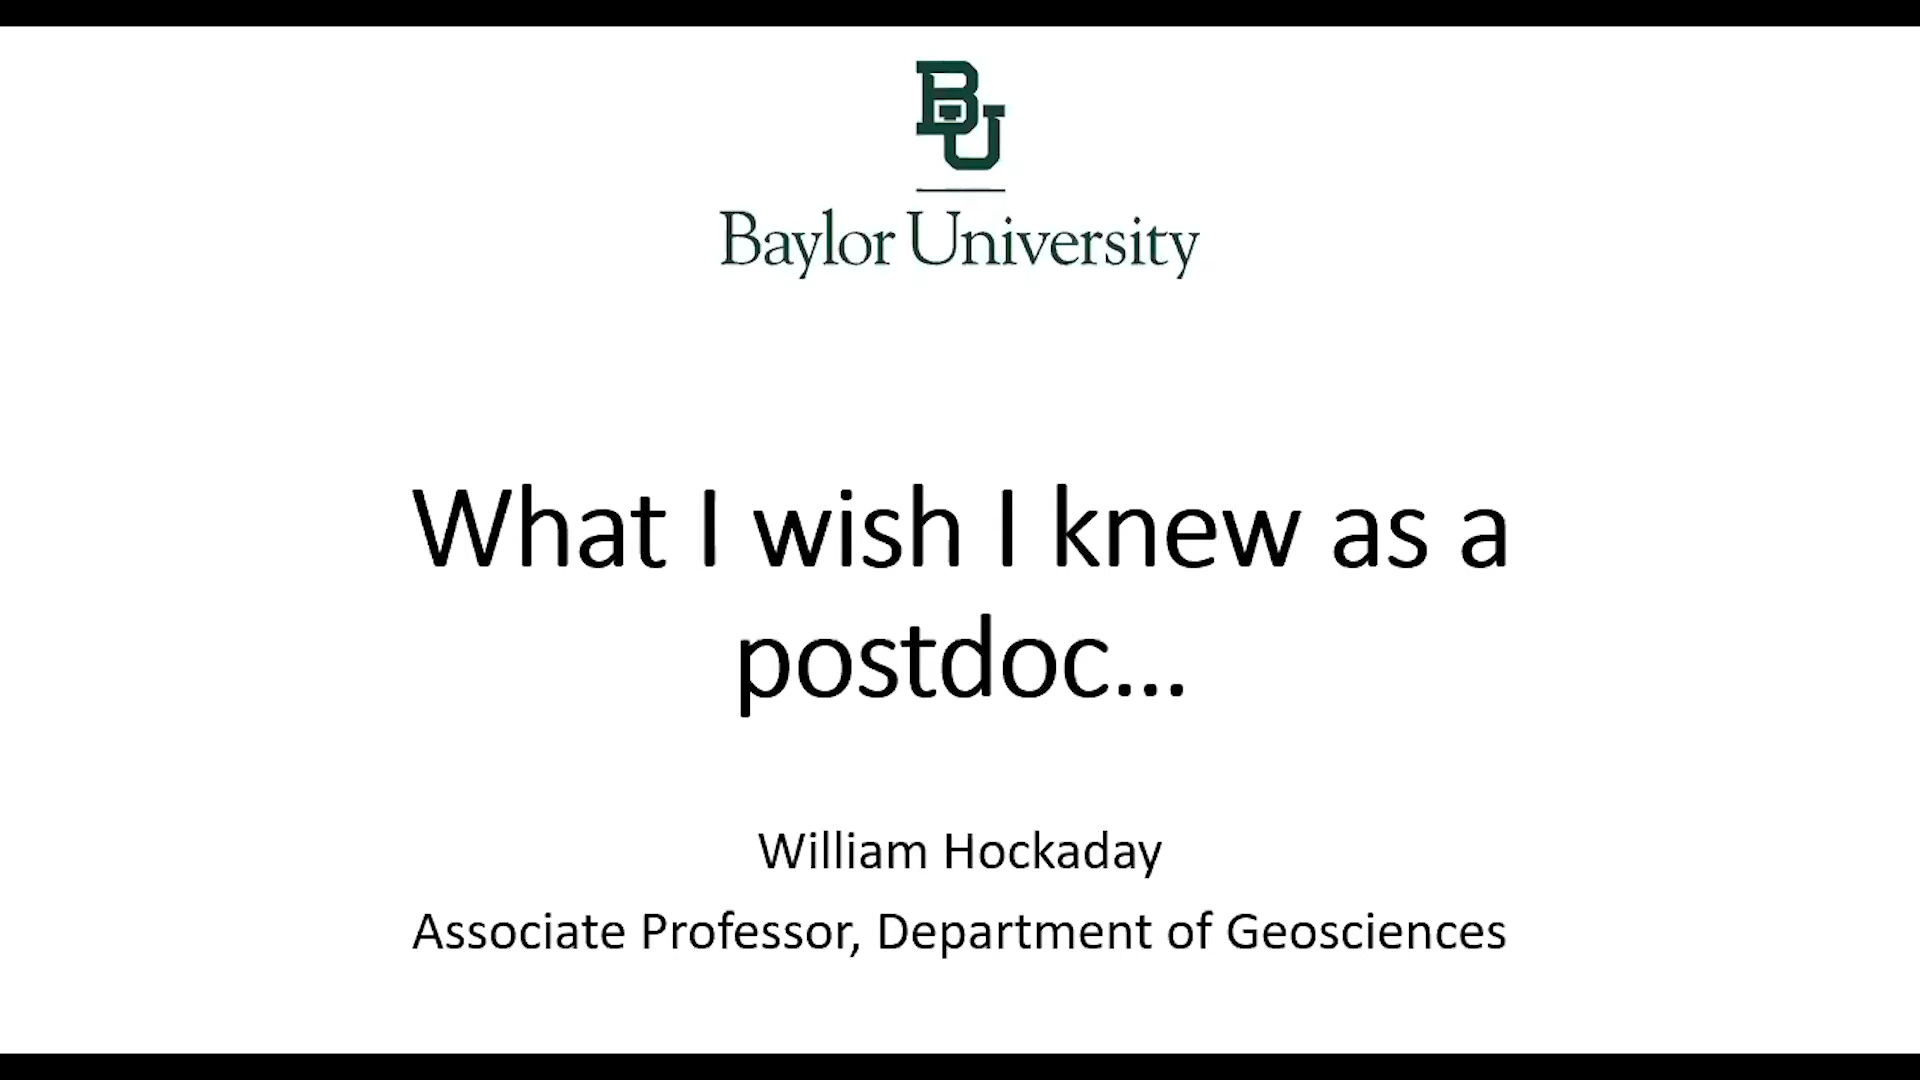 BU
Baylor University
What I wish I knew as a
postdoc...
William Hockaday
Associate Professor, Department of Geosciences